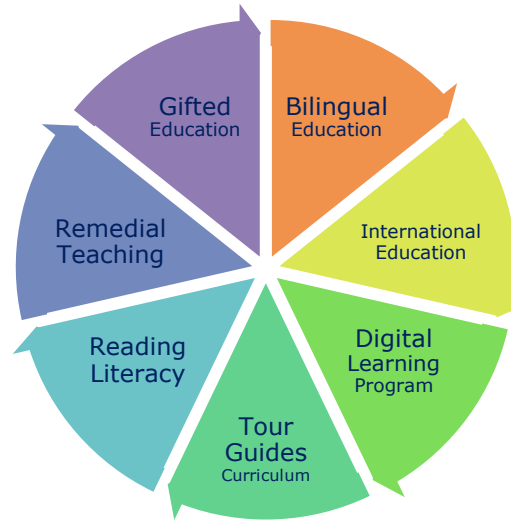 Bilingual
Education
International
Education
Digital
Learning
Program
Tour
Guides
Curriculum
Reading
Literacy
Remedial
Teaching
Gifted
Education